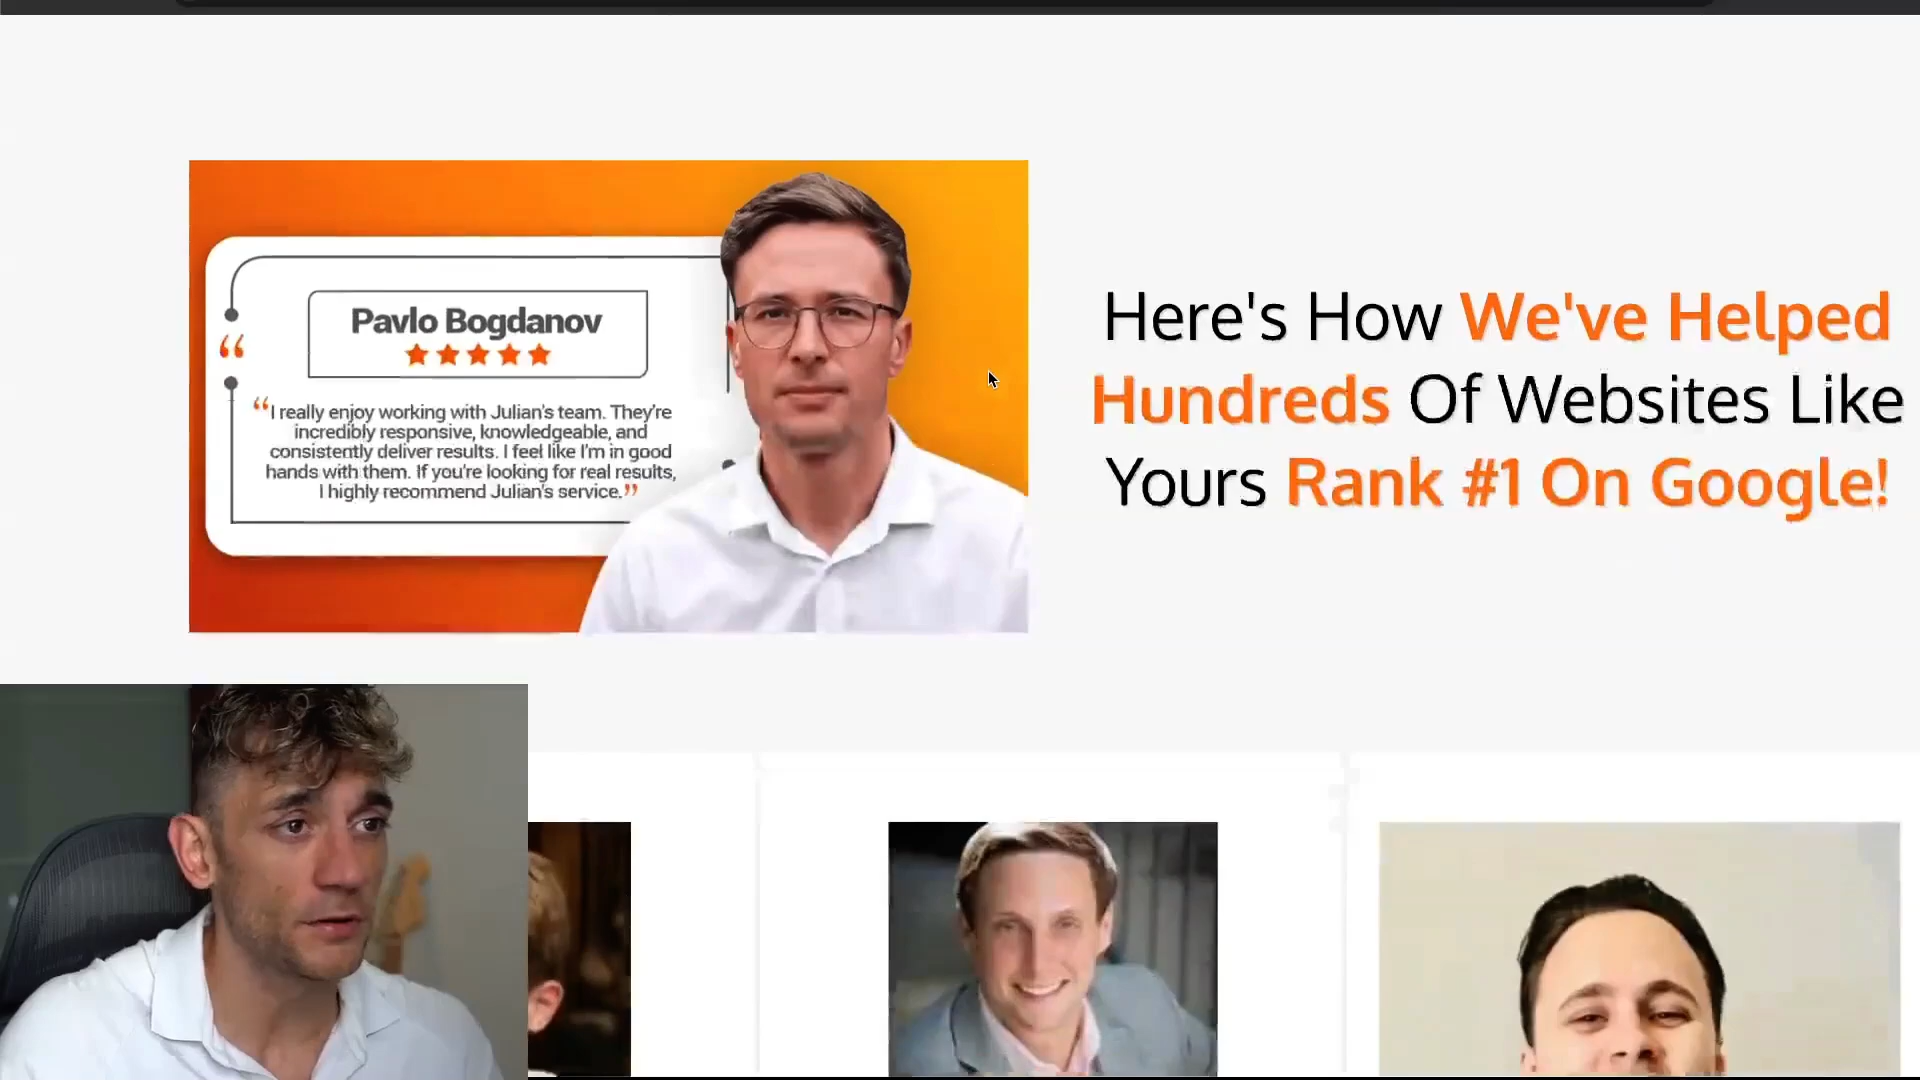 Pavlo Bogdanov
“I really enjoy working with Julian's team. They're
incredibly responsive, knowledgeable, and
consistently deliver results. I feel like I'm in good
hands with them. If you're looking for real results,
I highly recommend Julian's service.”
Here's How We've Helped
Hundreds Of Websites Like
Yours Rank #1 On Google!